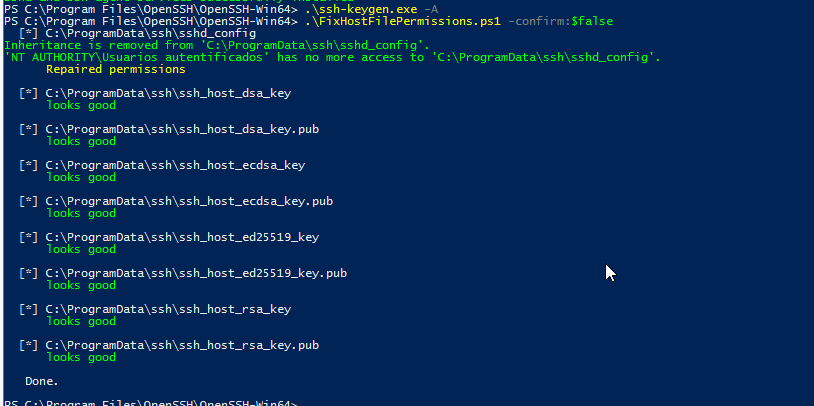 PS C:\Program Files\OpenSSH\OpenSSH-Win64> .\ssh-keygen.exe -A
PS C:\Program Files\OpenSSH\OpenSSH-Win64> .\FixHostFilePermissions.ps1 -confirm:$false
[*] C:\ProgramData\ssh\sshd_config
Inheritance is removed from 'C:\ProgramData\ssh\sshd_config'.
'NT AUTHORITY\Usuarios autentificados' has no more access to 'C:\ProgramData\ssh\sshd_config'.
Repaired permissions
[*] C:\ProgramData\ssh\ssh_host_dsa_key
looks good
[*] C:\ProgramData\ssh\ssh_host_dsa_key.pub
looks good
[*] C:\ProgramData\ssh\ssh_host_ecdsa_key
looks good
[*] C:\ProgramData\ssh\ssh_host_ecdsa_key.pub
looks good
[*] C:\ProgramData\ssh\ssh_host_ed25519_key
looks good
[*] C:\ProgramData\ssh\ssh_host_ed25519_key.pub
looks good
[*] C:\ProgramData\ssh\ssh_host_rsa_key
looks good
[*] C:\ProgramData\ssh\ssh_host_rsa_key.pub
looks good
Done.
PS C:\Program Files\OpenSSH\OpenSSH-Win64>